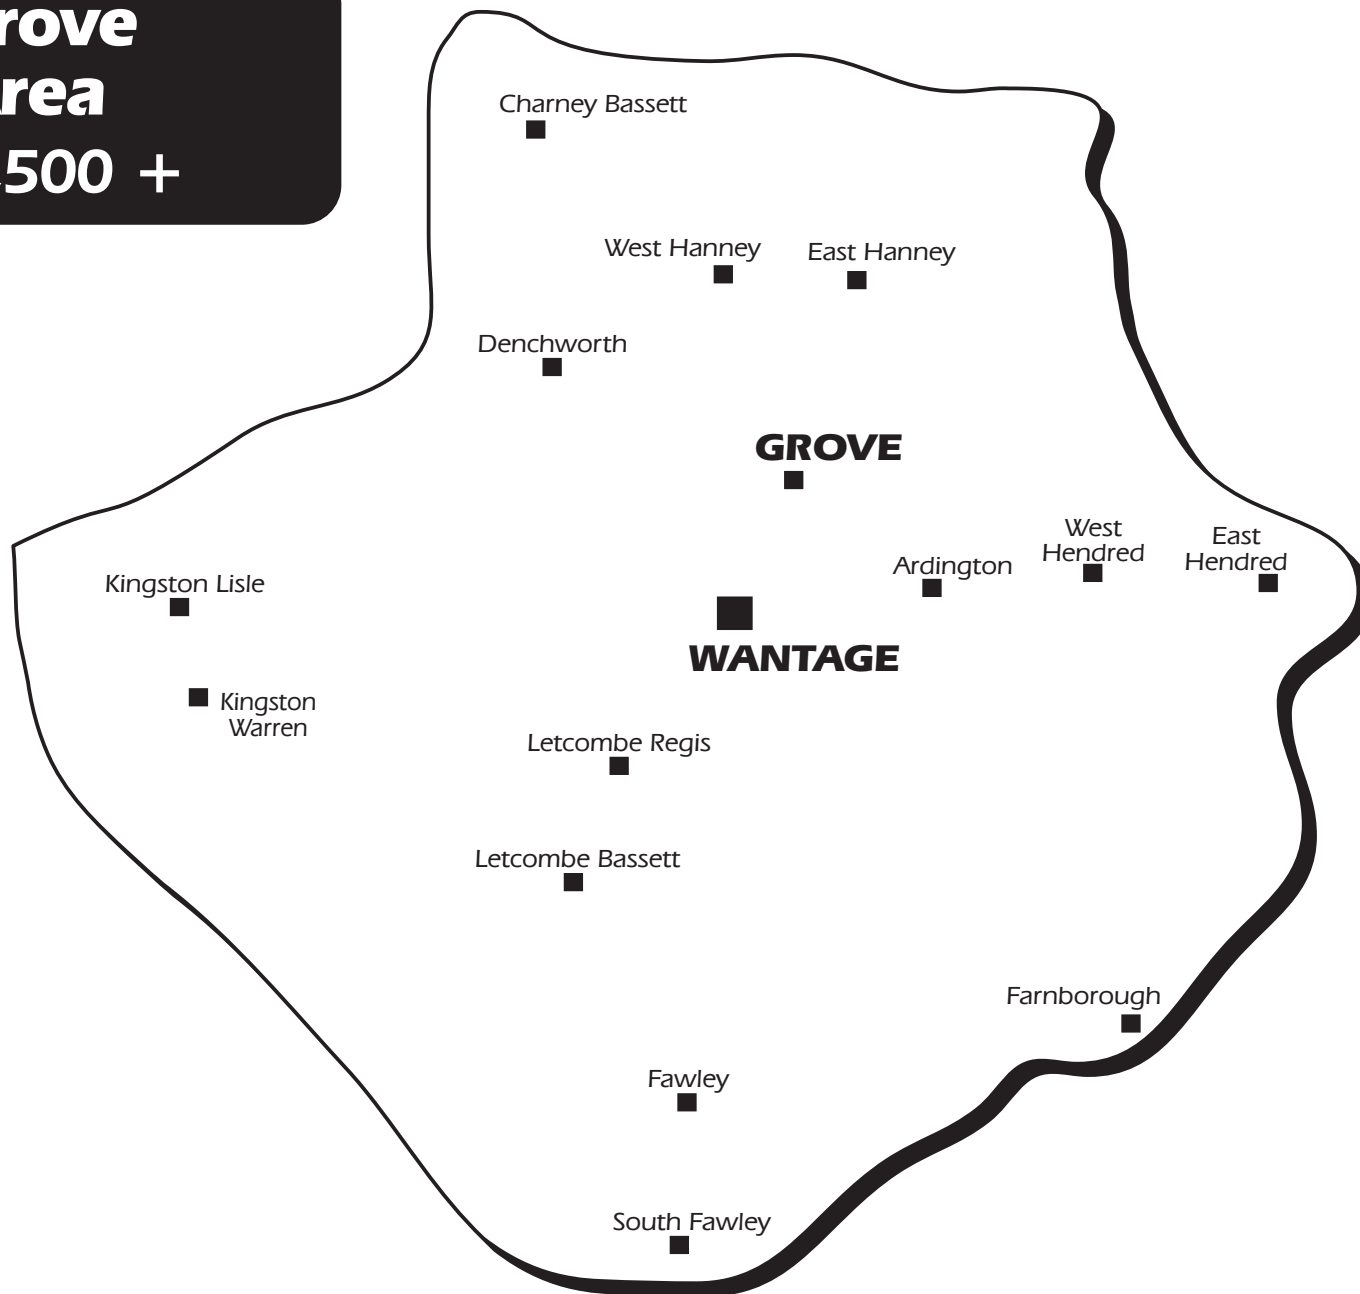 rove
rea
500 +
Charney Bassett
West Hanney
East Hanney
Denchworth
GROVE
West
Hendred
East
Hendred
Ardington
Kingston Lisle
WANTAGE
Kingston
Warren
Letcombe Regis
Letcombe Bassett
Farnborough
Fawley
South Fawley